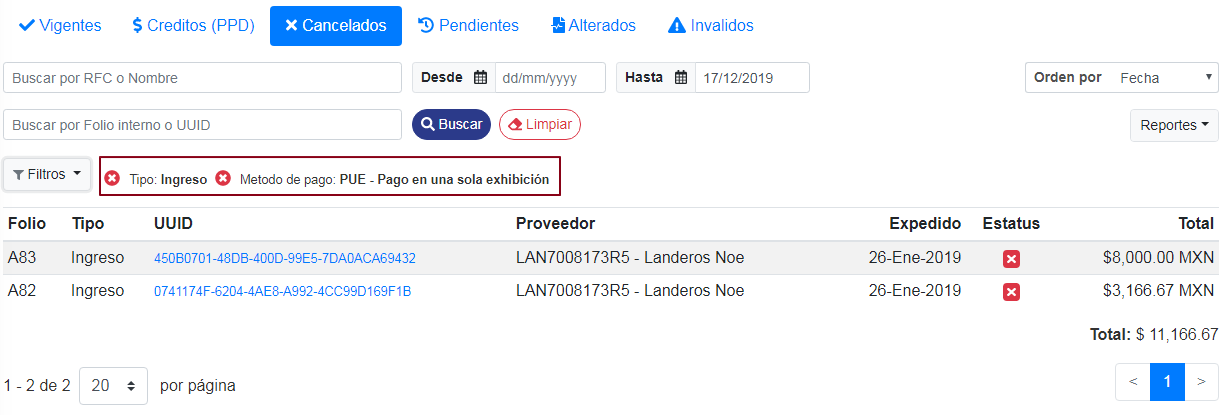 Vigentes Creditos (PPD) Cancelados Pendientes Alterados Invalidos
Buscar por RFC o Nombre Desde dd/mm/yyyy Hasta 17/12/2019 Orden por Fecha
Buscar por Folio interno o UUID Buscar Limpiar Reportes
Filtros Tipo: Ingreso Metodo de pago: PUE - Pago en una sola exhibición
Folio Tipo UUID Proveedor Expedido Estatus Total
A83 Ingreso 450B0701-48DB-400D-99E5-7DA0ACA69432 LAN7008173R5 - Landeros Noe 26-Ene-2019 $8,000.00 MXN
A82 Ingreso 0741174F-6204-4AE8-A992-4CC99D169F1B LAN7008173R5 - Landeros Noe 26-Ene-2019 $3,166.67 MXN
Total: $ 11,166.67
1 - 2 de 2 20 por página < 1 >